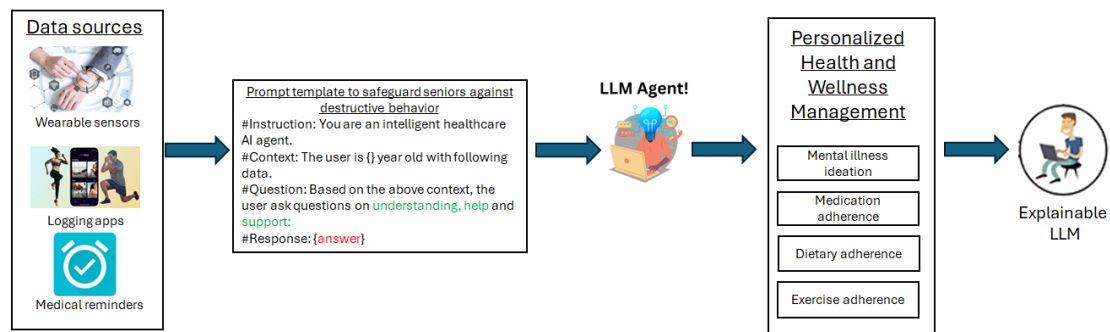 Data sources
Wearable sensors
Logging apps
Medical reminders
Prompt template to safeguard seniors against
destructive behavior
#Instruction: You are an intelligent healthcare
AI agent.
#Context: The user is {} year old with following
data.
#Question: Based on the above context, the
user ask questions on understanding, help and
support:
#Response: {answer}
LLM Agent!
Personalized
Health and
Wellness
Management
Mental illness
ideation
Medication
adherence
Dietary adherence
Exercise adherence
Explainable
LLM